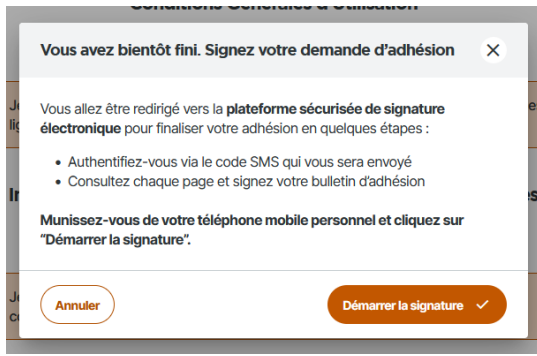 Conditions Générales d'Utilisation
Vous avez bientôt fini. Signez votre demande d’adhésion
Vous allez être redirigé vers la plateforme sécurisée de signature
électronique pour finaliser votre adhésion en quelques étapes :
• Authentifiez-vous via le code SMS qui vous sera envoyé
• Consultez chaque page et signez votre bulletin d’adhésion
Munissez-vous de votre téléphone mobile personnel et cliquez sur
“Démarrer la signature”.
Annuler
Démarrer la signature